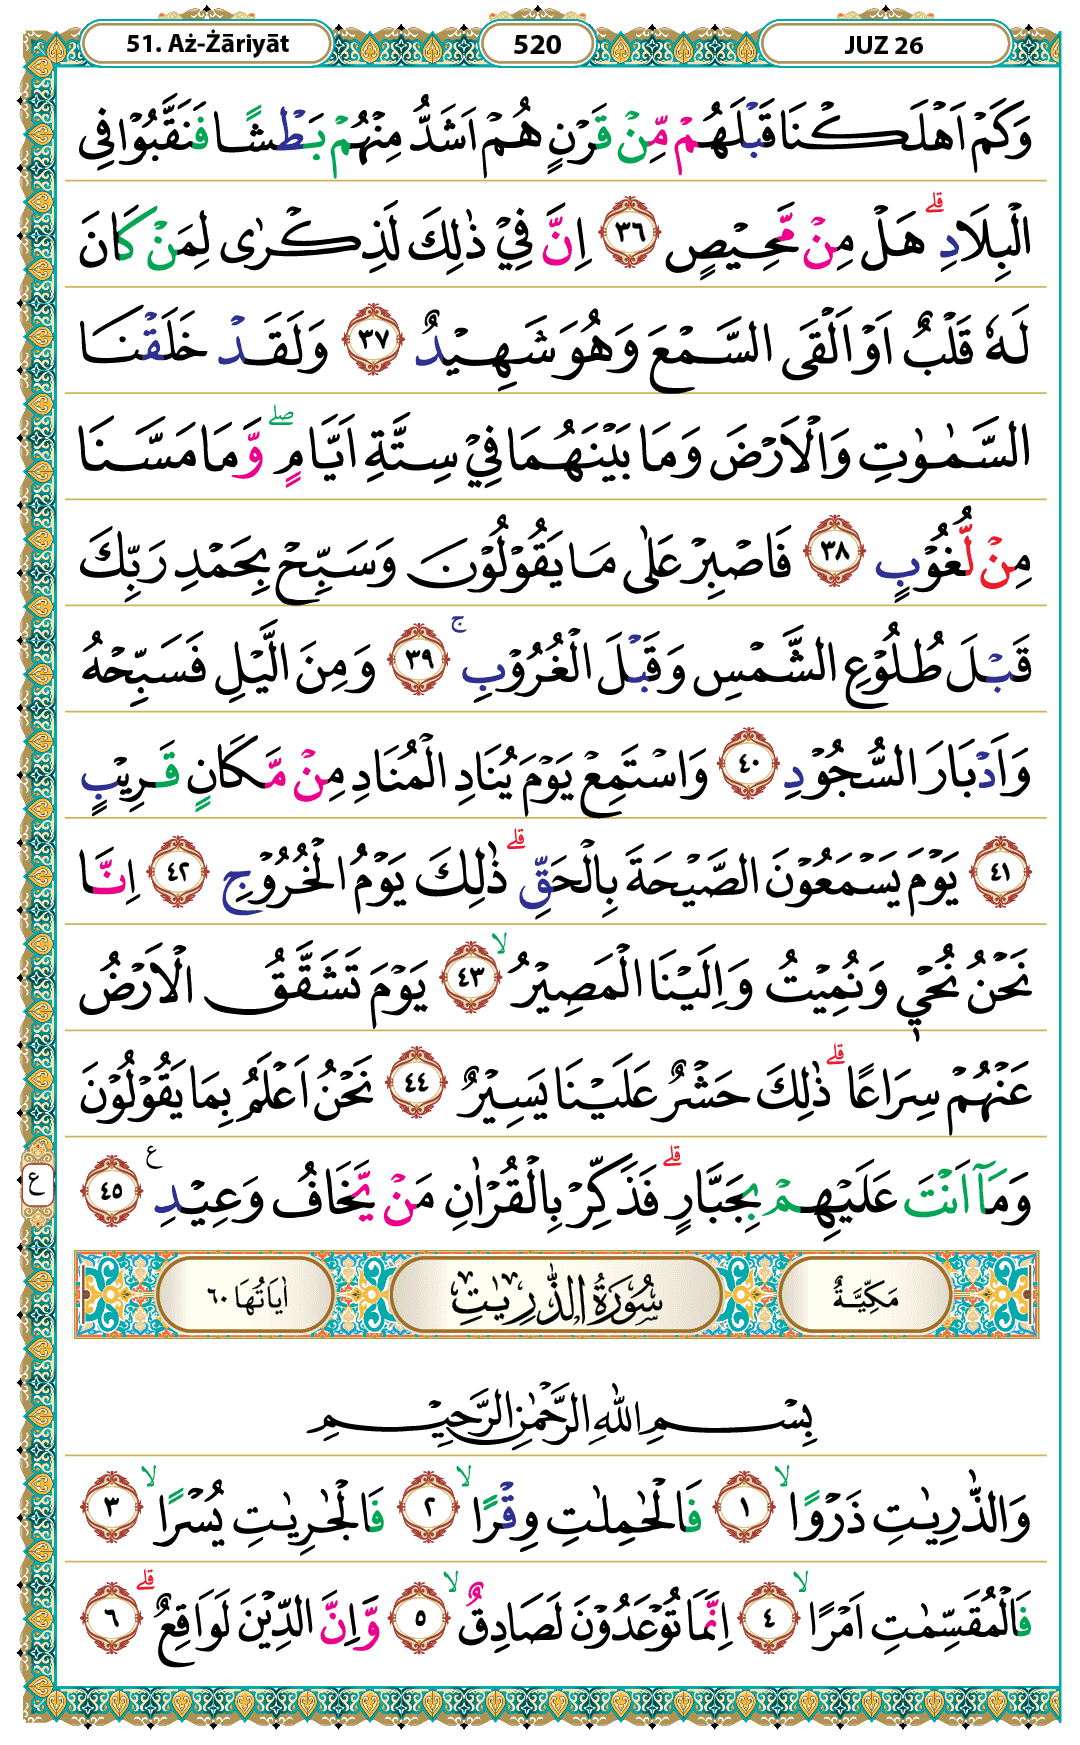 51. Aż-Żāriyāt 520 JUZ 26
وَكَمْ اَهْلَكْنَا قَبْلَهُمْ مِّنْ قَرْنٍ هُمْ اَشَدُّ مِنْهُمْ بَطْشًا فَنَقَّبُوْا فِى
الْبِلَادِ ۗ هَلْ مِنْ مَّحِيْصٍ ٣٦ اِنَّ فِيْ ذٰلِكَ لَذِكْرٰى لِمَنْ كَانَ
لَهٗ قَلْبٌ اَوْ اَلْقَى السَّمْعَ وَهُوَ شَهِيْدٌ ٣٧ وَلَقَدْ خَلَقْنَا
السَّمٰوٰتِ وَالْاَرْضَ وَمَا بَيْنَهُمَا فِيْ سِتَّةِ اَيَّامٍ ۖ وَّمَا مَسَّنَا
مِنْ لُّغُوْبٍ ٣٨ فَاصْبِرْ عَلٰى مَا يَقُوْلُوْنَ وَسَبِّحْ بِحَمْدِ رَبِّكَ
قَبْلَ طُلُوْعِ الشَّمْسِ وَقَبْلَ الْغُرُوْبِ ۚ ٣٩ وَمِنَ الَّيْلِ فَسَبِّحْهُ
وَاَدْبَارَ السُّجُوْدِ ٤٠ وَاسْتَمِعْ يَوْمَ يُنَادِ الْمُنَادِ مِنْ مَّكَانٍ قَرِيْبٍ
٤١ يَوْمَ يَسْمَعُوْنَ الصَّيْحَةَ بِالْحَقِّ ۗ ذٰلِكَ يَوْمُ الْخُرُوْجِ ٤٢ اِنَّا
نَحْنُ نُحْيٖ وَنُمِيْتُ وَاِلَيْنَا الْمَصِيْرُ ۙ ٤٣ يَوْمَ تَشَقَّقُ الْاَرْضُ
عَنْهُمْ سِرَاعًا ۗ ذٰلِكَ حَشْرٌ عَلَيْنَا يَسِيْرٌ ٤٤ نَحْنُ اَعْلَمُ بِمَا يَقُوْلُوْنَ
وَمَآ اَنْتَ عَلَيْهِمْ بِجَبَّارٍ ۗ فَذَكِّرْ بِالْقُرْاٰنِ مَنْ يَّخَافُ وَعِيْدِ ع ٤٥
ع
مَكِّيَّةٌ سُوْرَةُ الذّٰرِيٰتِ اٰيَاتُهَا ٦٠
بِسْمِ اللّٰهِ الرَّحْمٰنِ الرَّحِيْمِ
وَالذّٰرِيٰتِ ذَرْوًا ۙ ١ فَالْحٰمِلٰتِ وِقْرًا ۙ ٢ فَالْجٰرِيٰتِ يُسْرًا ۙ ٣
فَالْمُقَسِّمٰتِ اَمْرًا ۙ ٤ اِنَّمَا تُوْعَدُوْنَ لَصَادِقٌ ۙ ٥ وَّاِنَّ الدِّيْنَ لَوَاقِعٌ ۗ ٦